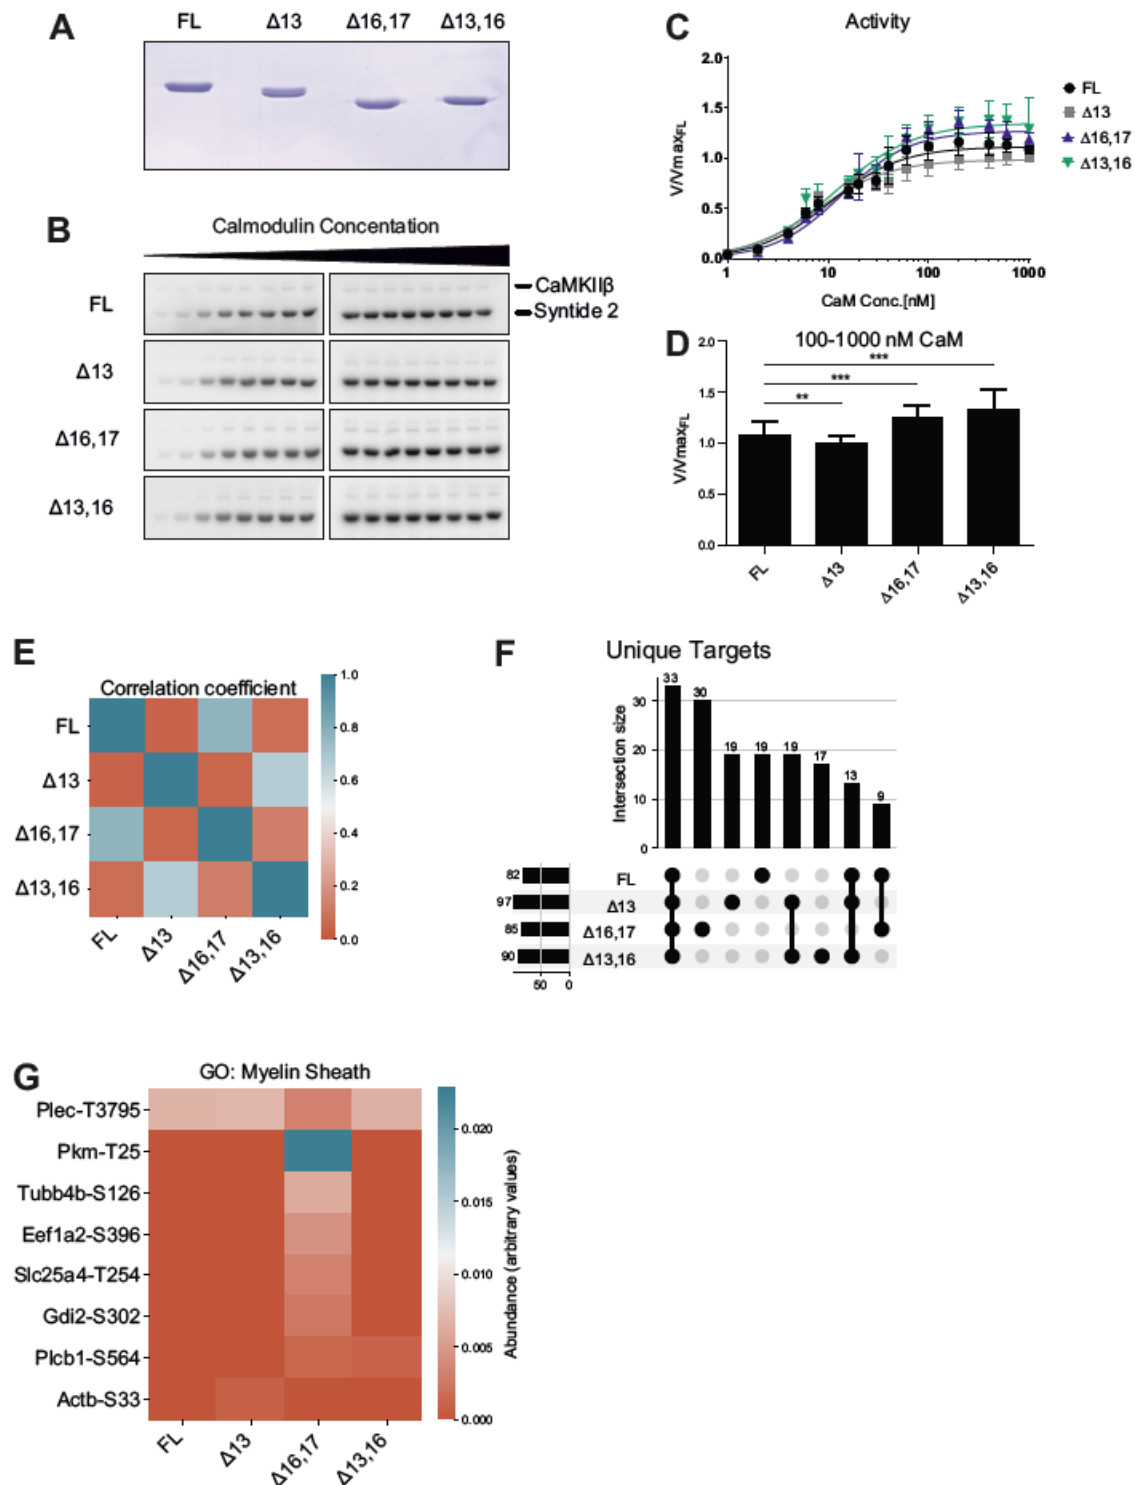 A
FL Δ13 Δ16,17 Δ13,16
B
Calmodulin Concentation
FL
Δ13
Δ16,17
Δ13,16
CaMKIIβ
Syntide 2
C
Activity
V/VmaxFL
2.0
1.5
1.0
0.5
0.0
1 10 100 1000
CaM Conc.[nM]
FL
Δ13
Δ16,17
Δ13,16
D
100-1000 nM CaM
***
***
**
V/VmaxFL
2.0
1.5
1.0
0.5
0.0
FL Δ13 Δ16,17 Δ13,16
E
Correlation coefficient
FL
Δ13
Δ16,17
Δ13,16
FL Δ13 Δ16,17 Δ13,16
1.0
0.8
0.6
0.4
0.2
0.0
F
Unique Targets
Intersection size
30
20
10
0
33 30 19 19 19 17 13 9
82 FL
97 Δ13
85 Δ16,17
90 Δ13,16
50 0
G
GO: Myelin Sheath
Plec-T3795
Pkm-T25
Tubb4b-S126
Eef1a2-S396
Slc25a4-T254
Gdi2-S302
Plcb1-S564
Actb-S33
FL Δ13 Δ16,17 Δ13,16
0.020
0.015
0.010
0.005
0.000
Abundance (arbitrary values)